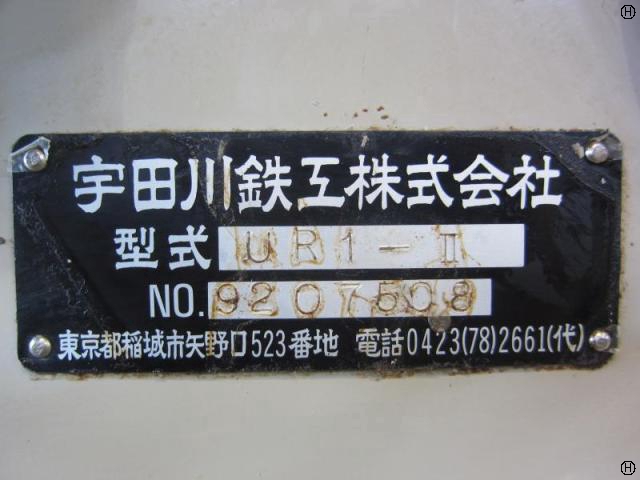 宇田川鉄工株式会社
型式 UR1-II
NO. 9207508
東京都稲城市矢野口523番地 電話0423(78)2661(代)